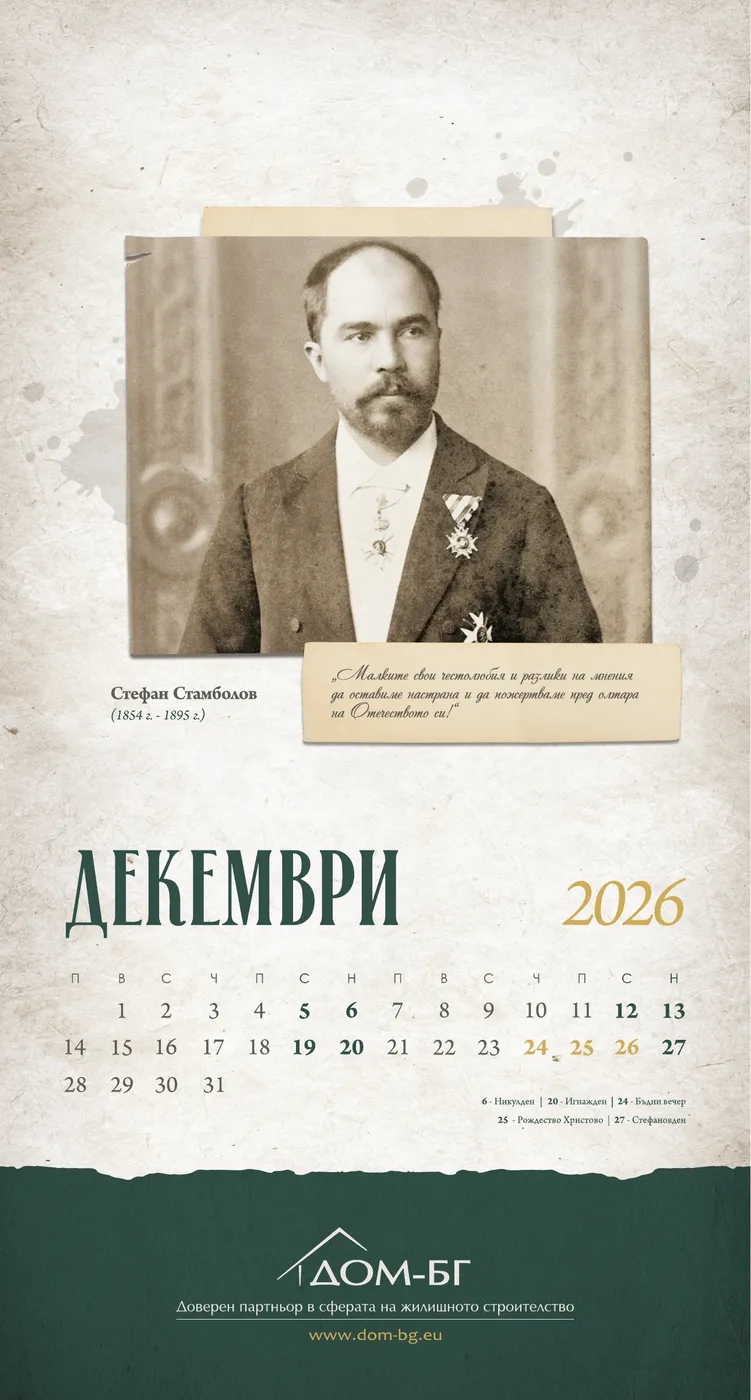 Стефан Стамболов
(1854 г. - 1895 г.)
„Малките свои честолюбия и разлики на мнения
да оставиме настрана и да пожертваме пред олтара
на Отечеството си!“
ДЕКЕМВРИ 2026
П В С Ч П С Н П В С Ч П С Н
1 2 3 4 5 6 7 8 9 10 11 12 13
14 15 16 17 18 19 20 21 22 23 24 25 26 27
28 29 30 31
6 - Никулден | 20 - Игнажден | 24 - Бъдни вечер
25 - Рождество Христово | 27 - Стефановден
ДОМ-БГ
Доверен партньор в сферата на жилищното строителство
www.dom-bg.eu